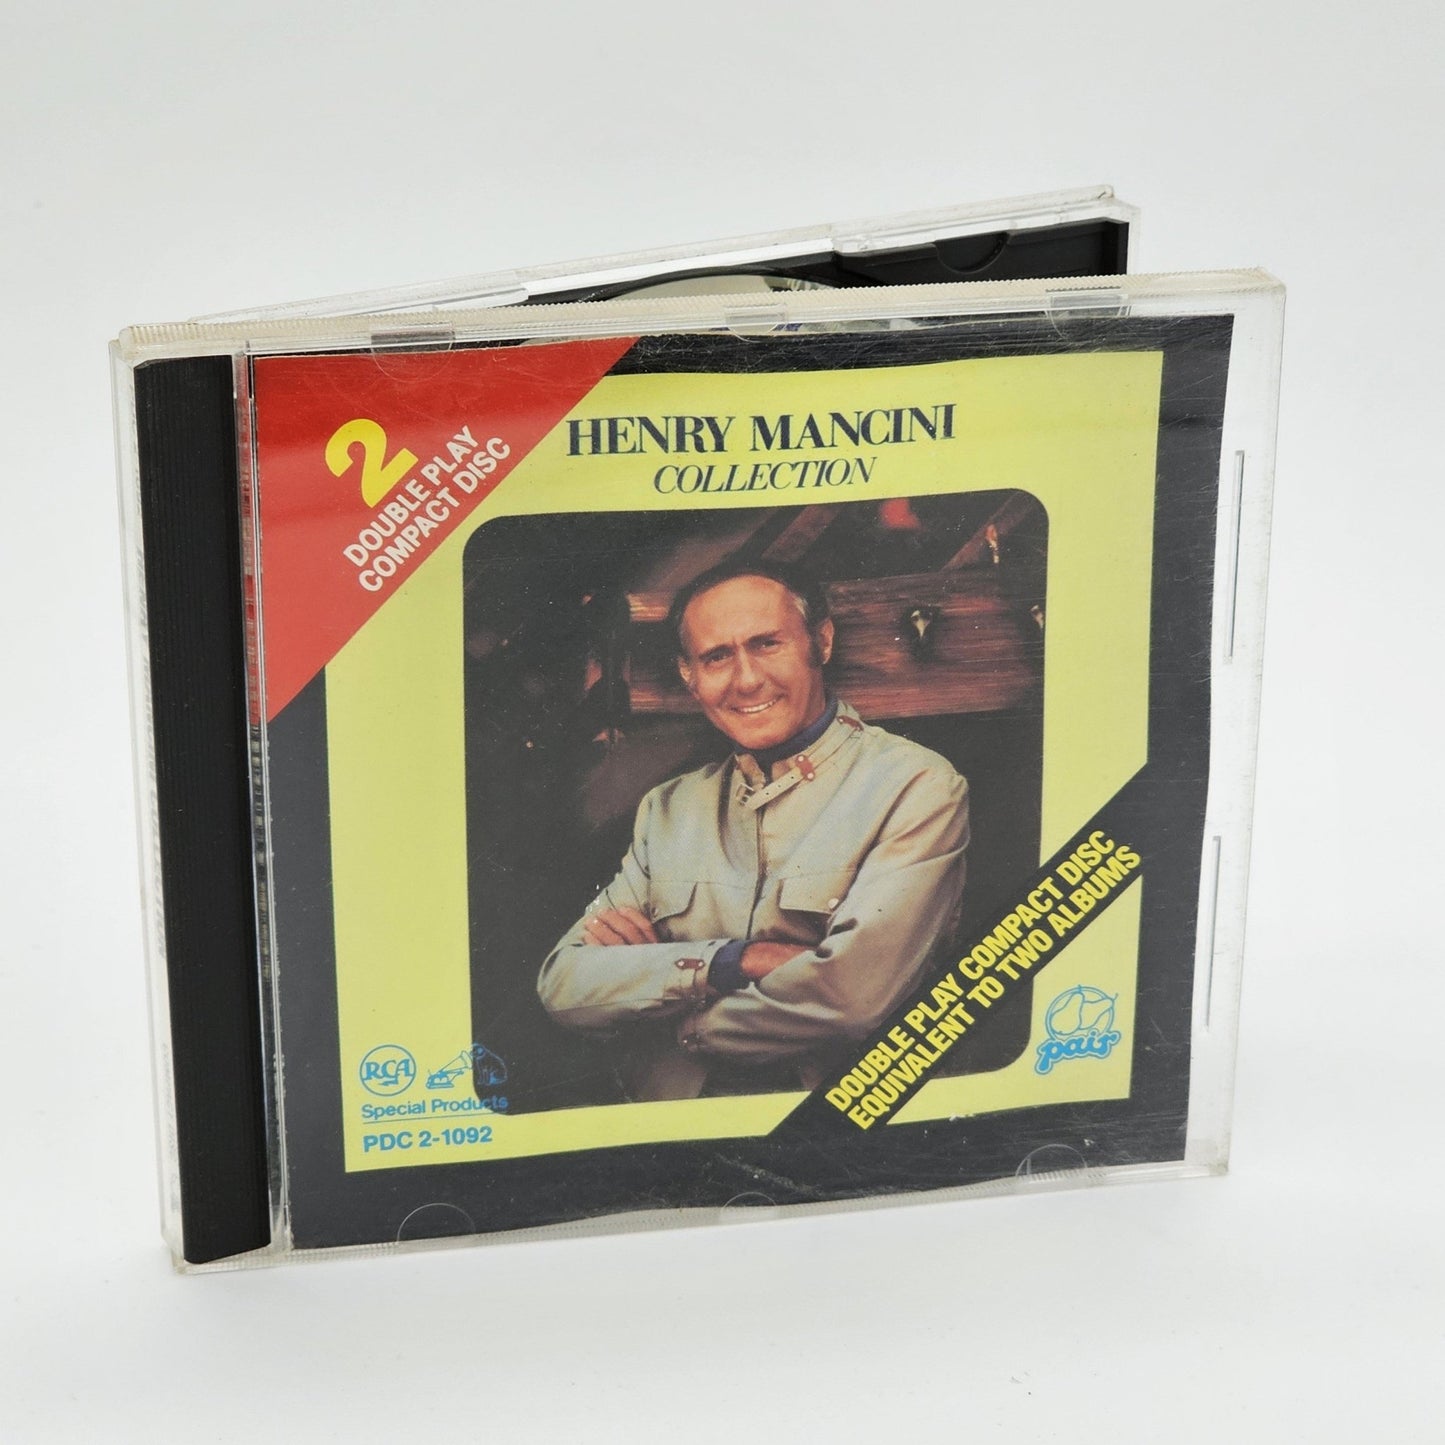 2
DOUBLE PLAY
COMPACT DISC
HENRY MANCINI
COLLECTION
DOUBLE PLAY COMPACT DISC
EQUIVALENT TO TWO ALBUMS
pair
RCA
Special Products
PDC 2-1092